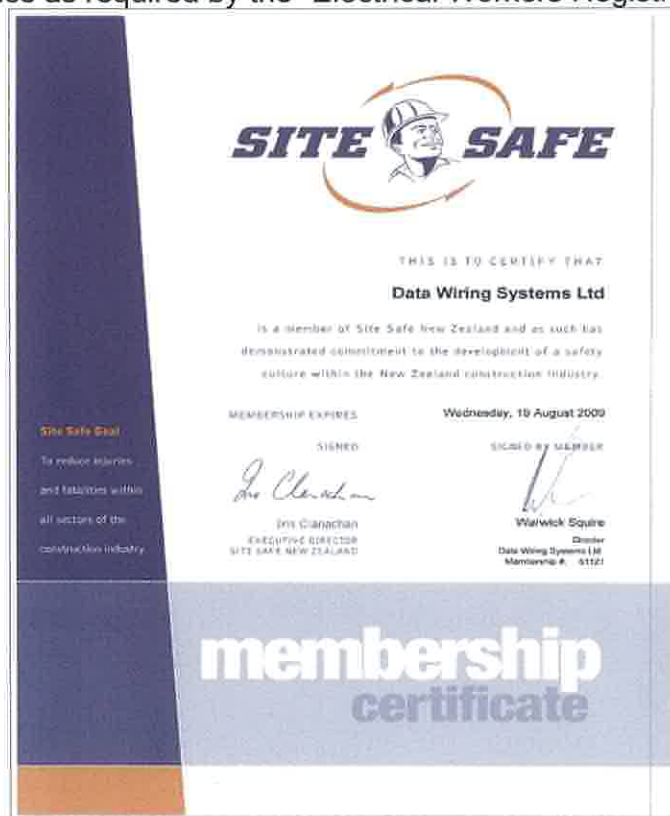 as required by the "Electrical Workers Registr
SITE SAFE
THIS IS TO CERTIFY THAT
Data Wiring Systems Ltd
is a member of Site Safe New Zealand and as such has
demonstrated commitment to the development of a safety
culture within the New Zealand construction industry.
MEMBERSHIP EXPIRES
Wednesday, 19 August 2009
SIGNED
SIGNED BY MEMBER
Iris Clanachan
EXECUTIVE DIRECTOR
SITE SAFE NEW ZEALAND
Warwick Squire
Director
Data Wiring Systems Ltd
Membership #:
Site Safe Goal
To reduce injuries
and fatalities within
all sectors of the
construction industry
membership
certificate